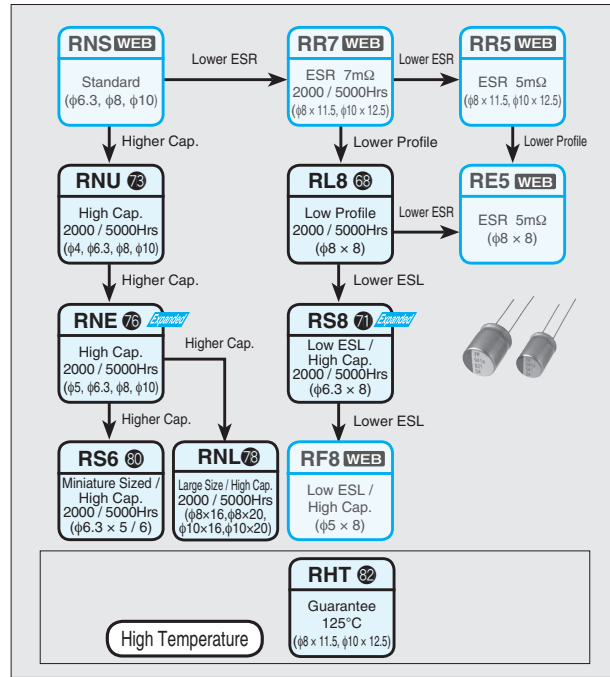 RNS WEB
Standard
(φ6.3, φ8, φ10)
Lower ESR
RR7 WEB
ESR 7mΩ
2000 / 5000Hrs
(φ8 x 11.5, φ10 x 12.5)
Lower ESR
RR5 WEB
ESR 5mΩ
(φ8 x 11.5, φ10 x 12.5)
Higher Cap.
Lower Profile
Lower Profile
RNU 73
High Cap.
2000 / 5000Hrs
(φ4, φ6.3, φ8, φ10)
RL8 68
Low Profile
2000 / 5000Hrs
(φ8 × 8)
Lower ESR
RE5 WEB
ESR 5mΩ
(φ8 × 8)
Higher Cap.
Lower ESL
RNE 76 Expanded
High Cap.
2000 / 5000Hrs
(φ5, φ6.3, φ8, φ10)
Higher Cap.
RS8 71 Expanded
Low ESL /
High Cap.
2000 / 5000Hrs
(φ6.3 × 8)
Higher Cap.
Lower ESL
RS6 80
Miniature Sized /
High Cap.
2000 / 5000Hrs
(φ6.3 × 5 / 6)
RNL 78
Large Size / High Cap.
2000 / 5000Hrs
(φ8×16,φ8×20,
φ10×16,φ10×20)
RF8 WEB
Low ESL /
High Cap.
(φ5 × 8)
High Temperature
RHT 82
Guarantee
125°C
(φ8 x 11.5, φ10 x 12.5)